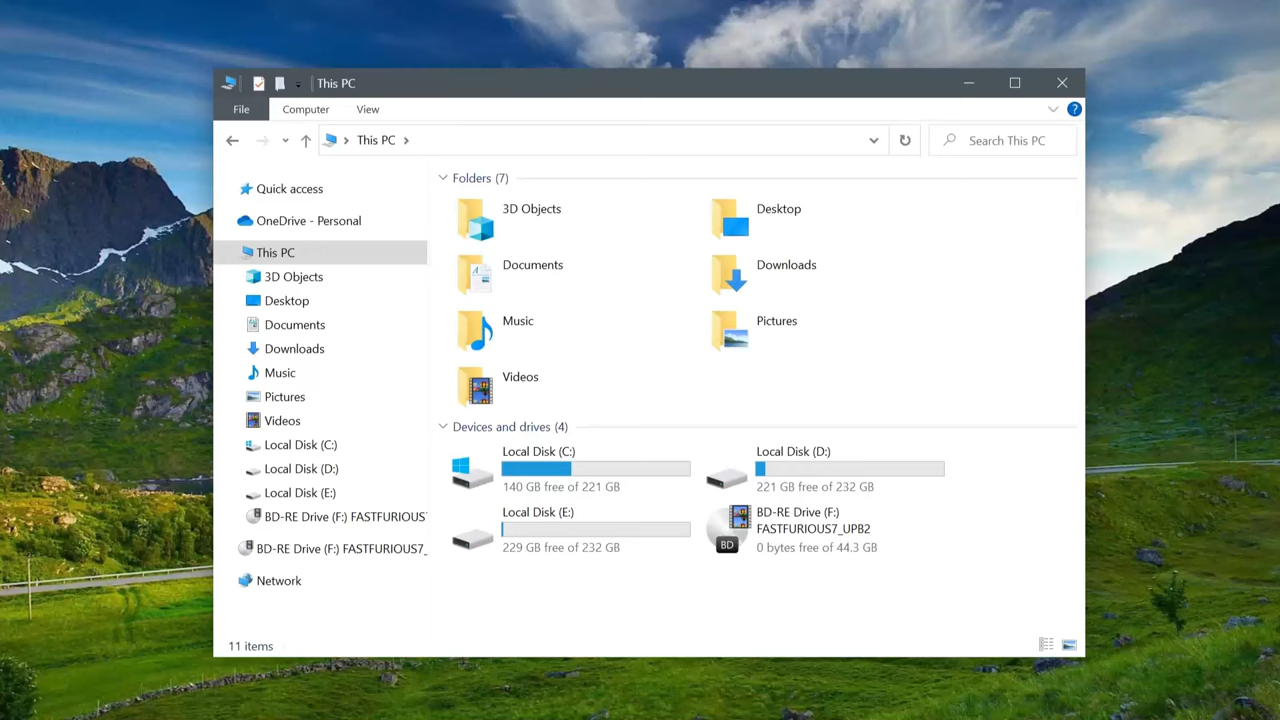 This PC
File Computer View
This PC
Search This PC
Quick access
OneDrive - Personal
This PC
3D Objects
Desktop
Documents
Downloads
Music
Pictures
Videos
Local Disk (C:)
Local Disk (D:)
Local Disk (E:)
BD-RE Drive (F:) FASTFURIOUS
BD-RE Drive (F:) FASTFURIOUS7_
Network
Folders (7)
3D Objects
Desktop
Documents
Downloads
Music
Pictures
Videos
Devices and drives (4)
Local Disk (C:)
140 GB free of 221 GB
Local Disk (D:)
221 GB free of 232 GB
Local Disk (E:)
229 GB free of 232 GB
BD-RE Drive (F:)
FASTFURIOUS7_UPB2
0 bytes free of 44.3 GB
BD
11 items